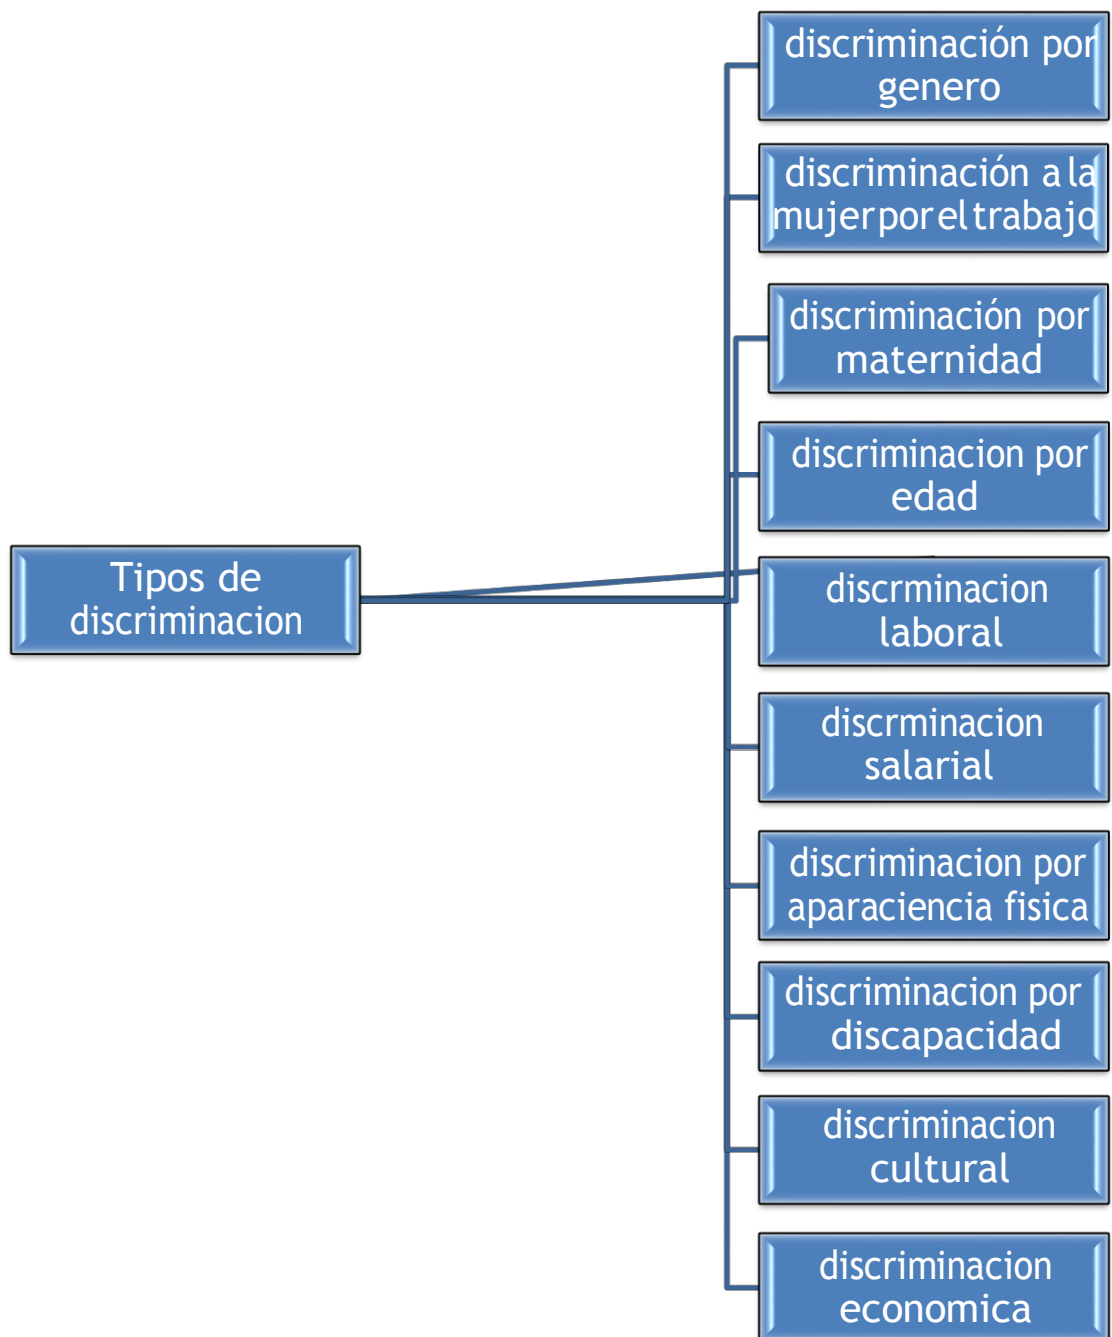 discriminación por
genero
discriminación a la
mujer por el trabajo
discriminación por
maternidad
discriminacion por
edad
Tipos de
discriminacion
discrminacion
laboral
discrminacion
salarial
discriminacion por
aparaciencia fisica
discriminacion por
discapacidad
discriminacion
cultural
discriminacion
economica